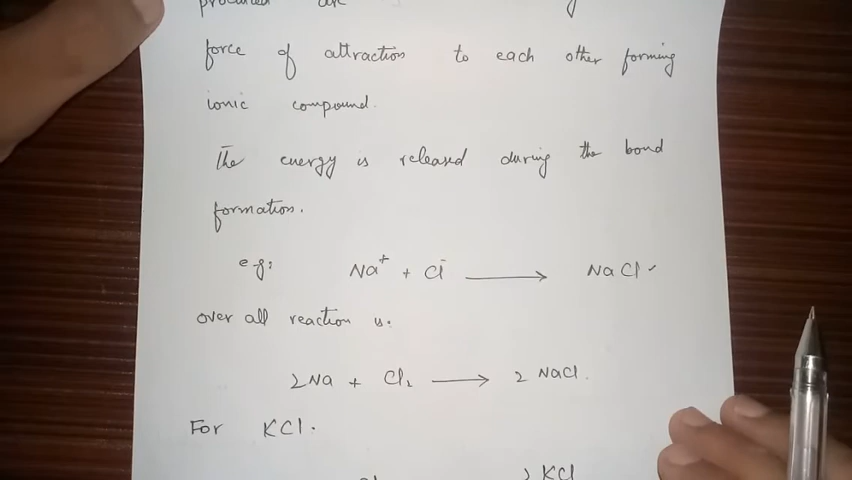 force of attraction to each other forming
ionic compound.
The energy is released during the bond
formation.
e.g: Na⁺ + Cl⁻ ⟶ NaCl
over all reaction is.
2Na + Cl₂ ⟶ 2 NaCl.
For KCl.
2 KCl